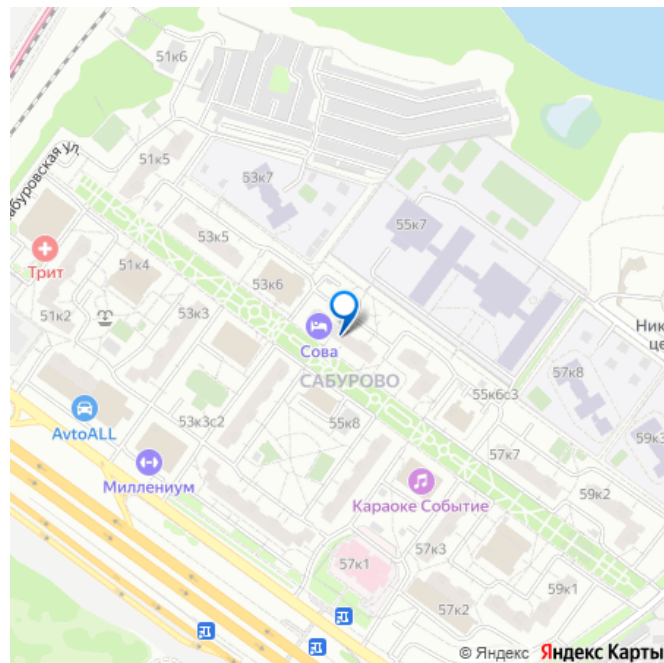 51к6
51к5
абуровская ул.
53к7
55к7
53к5
Трит
51к4
53к6
51к2
53к3
Сова
Ник
це
САБУРОВО
57к8
55к6с3
AvtoALL
53к3с2
55к8
59к3
Миллениум
57к7
Караоке Событие
59к2
57к3
57к1
59к1
57к2
© Яндекс Яндекс Карты